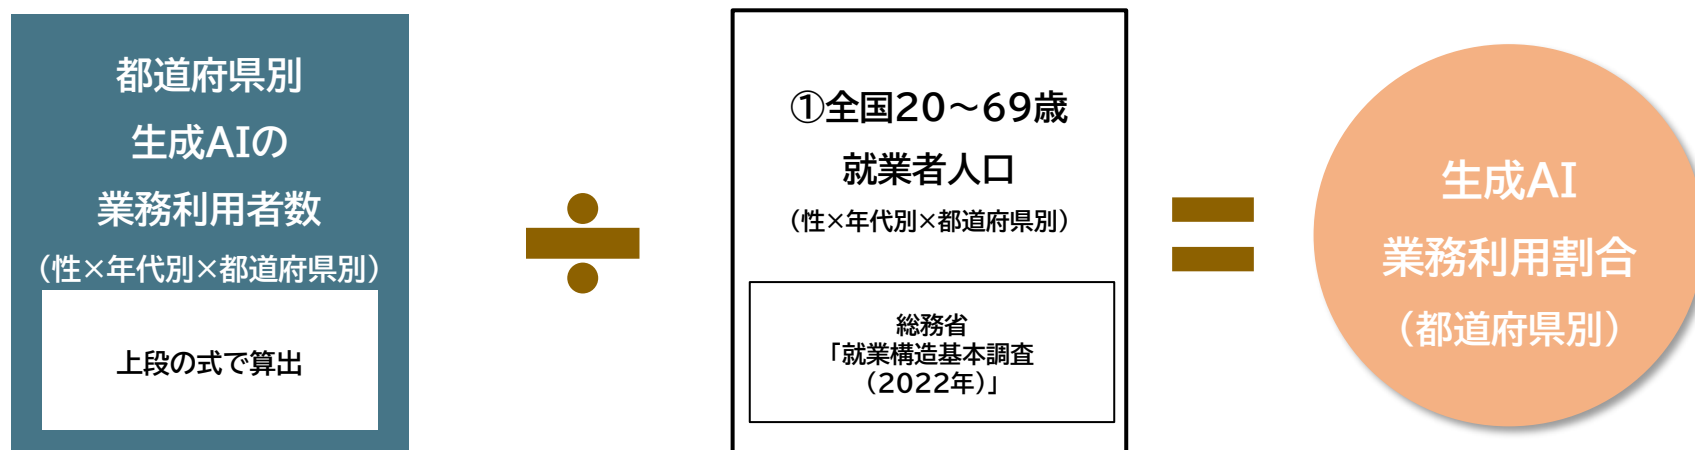 都道府県別
生成AIの
業務利用者数
（性×年代別×都道府県別）
上段の式で算出
÷
①全国20～69歳
就業者人口
（性×年代別×都道府県別）
総務省
「就業構造基本調査
（2022年）」
=
生成AI
業務利用割合
（都道府県別）